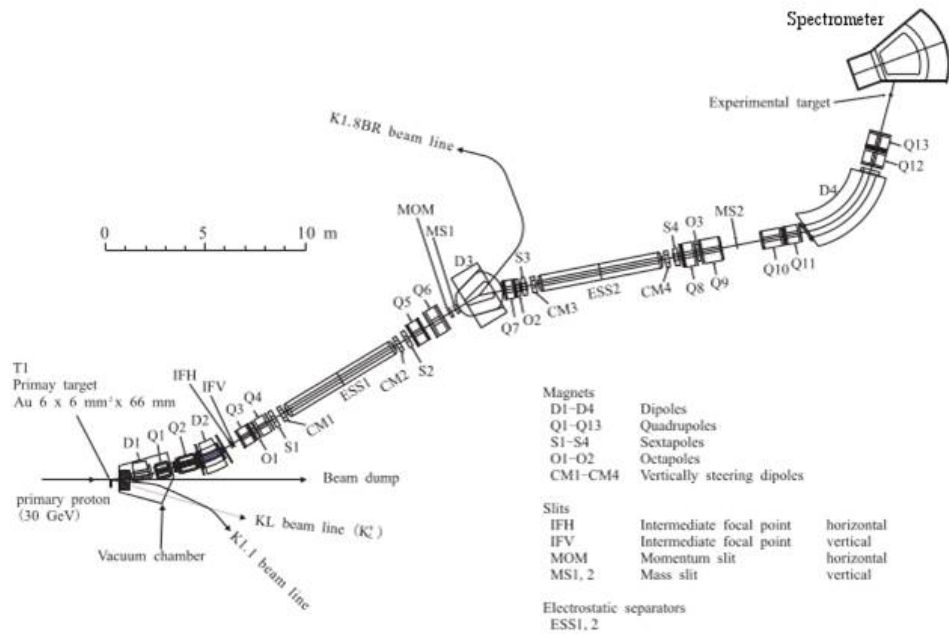 Spectrometer
Experimental target
K1.8BR beam line
Q13
Q12
D4
MOM
MS1
D3
S3
S4
O3
MS2
0 5 10 m
Q5
Q6
Q7
O2
CM3
ESS2
CM4
Q8
Q9
Q10
Q11
T1
Primay target
Au 6 x 6 mm² x 66 mm
IFH
IFV
Q3
Q4
ESS1
CM2
S2
D1
Q1
Q2
D2
O1
S1
CM1
primary proton
(30 GeV)
Beam dump
KL beam line (K⁰L)
K1.1 beam line
Vacuum chamber
Magnets
D1-D4 Dipoles
Q1-Q13 Quadrupoles
S1-S4 Sextapoles
O1-O2 Octapoles
CM1-CM4 Vertically steering dipoles
Slits
IFH Intermediate focal point horizontal
IFV Intermediate focal point vertical
MOM Momentum slit horizontal
MS1, 2 Mass slit vertical
Electrostatic separators
ESS1, 2